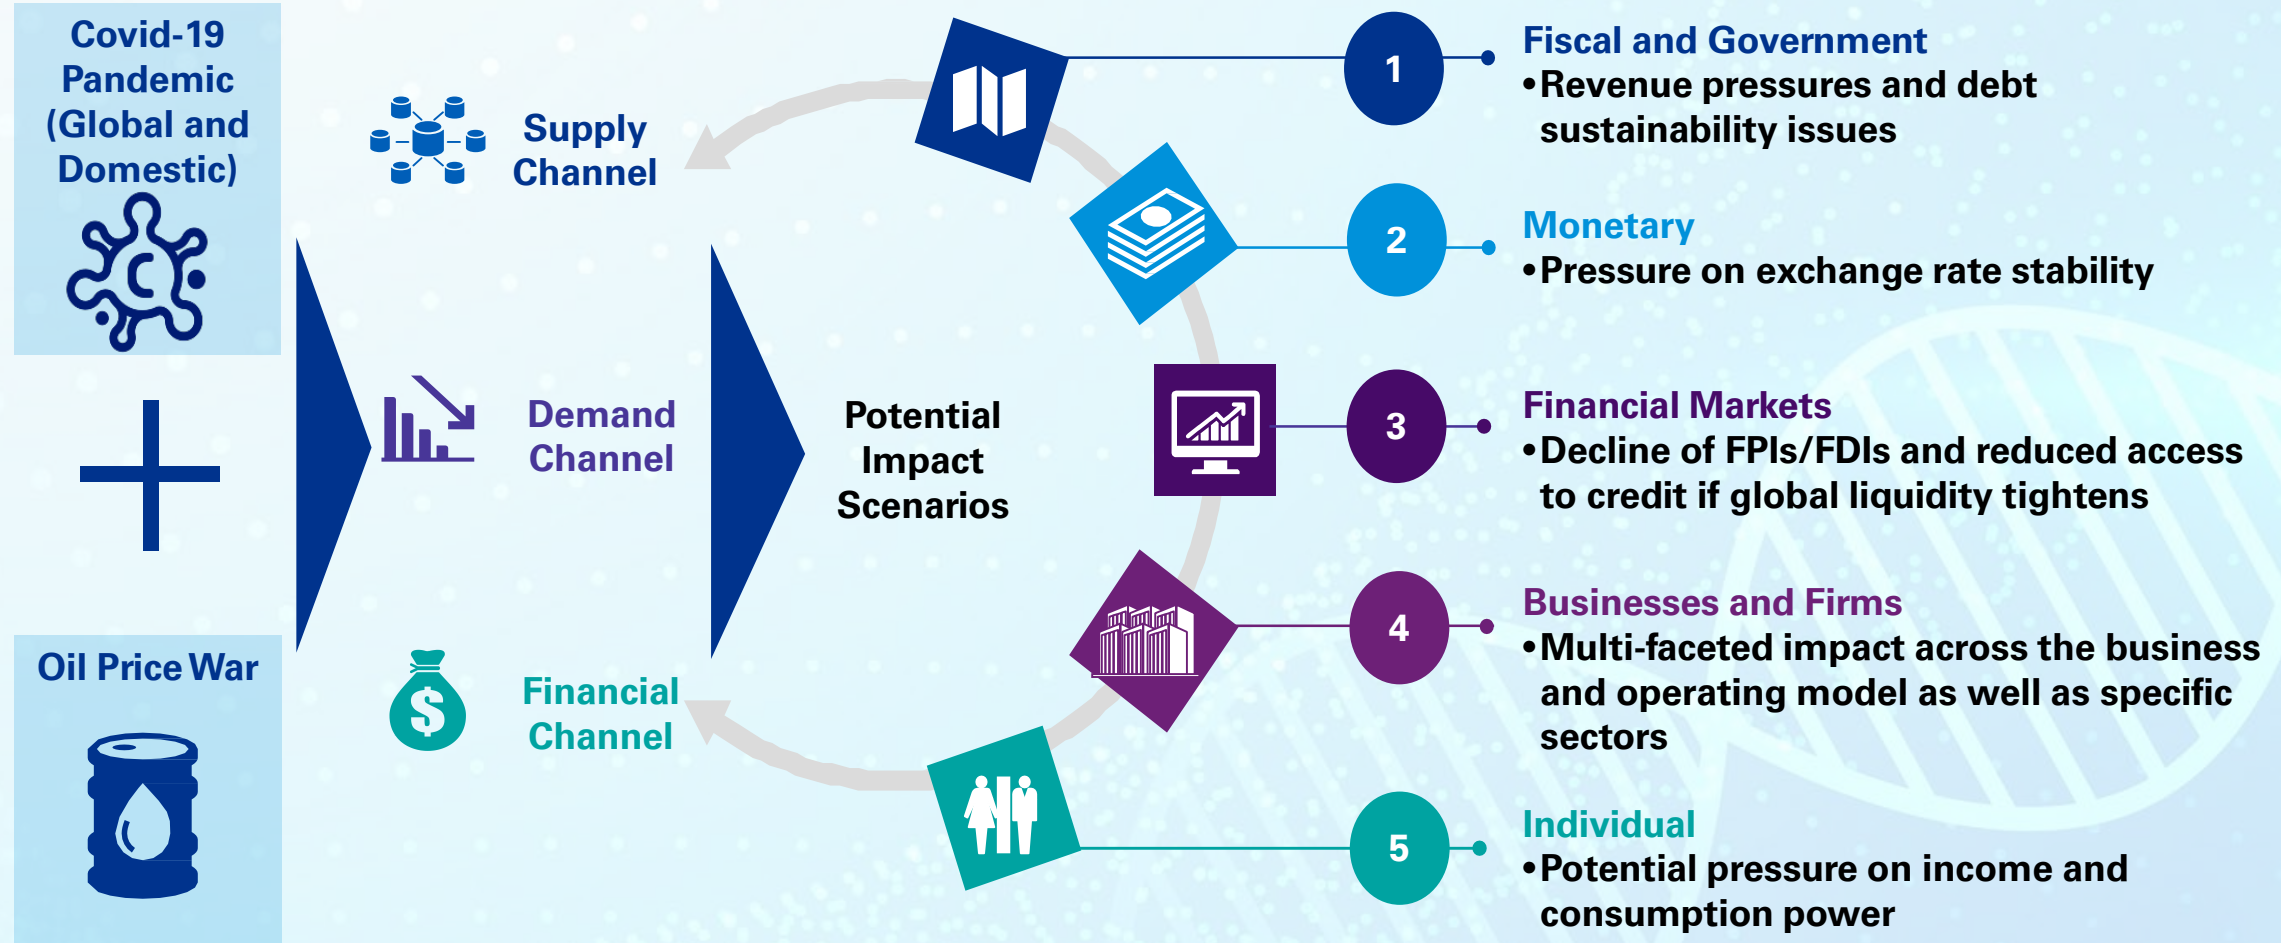 Covid-19
Pandemic
(Global and
Domestic)
Oil Price War
Supply
Channel
Demand
Channel
$
Financial
Channel
Potential
Impact
Scenarios
1
Fiscal and Government
•Revenue pressures and debt
sustainability issues
2
Monetary
•Pressure on exchange rate stability
3
Financial Markets
•Decline of FPIs/FDIs and reduced access
to credit if global liquidity tightens
4
Businesses and Firms
•Multi-faceted impact across the business
and operating model as well as specific
sectors
5
Individual
•Potential pressure on income and
consumption power